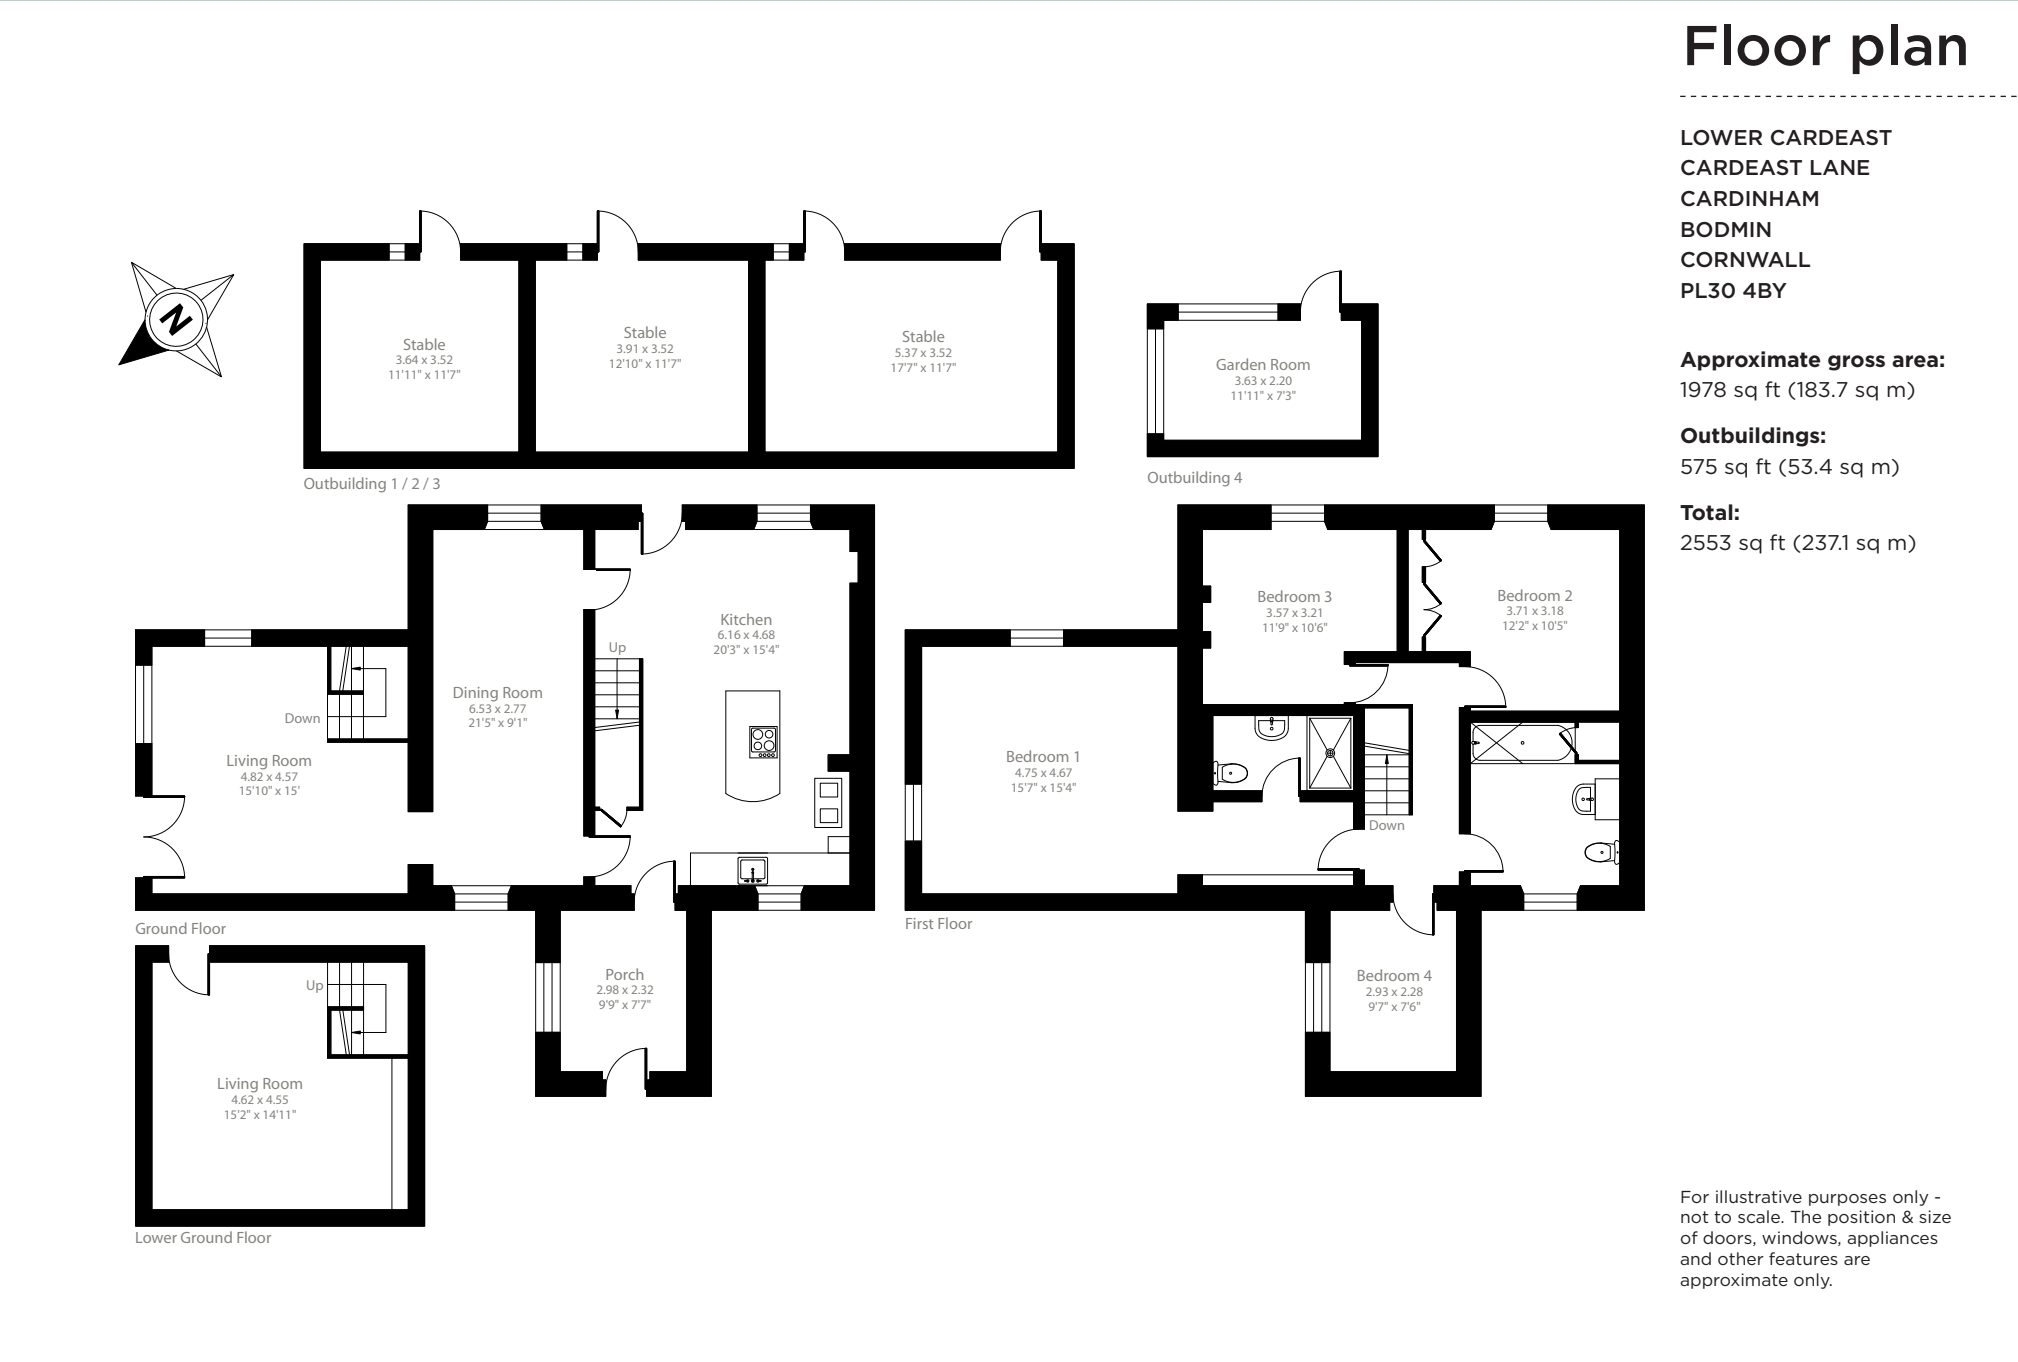 Floor plan
LOWER CARDEAST
CARDEAST LANE
CARDINHAM
BODMIN
CORNWALL
PL30 4BY
Approximate gross area:
1978 sq ft (183.7 sq m)
Outbuildings:
575 sq ft (53.4 sq m)
Total:
2553 sq ft (237.1 sq m)
N
Stable
3.64 x 3.52
11'11" x 11'7"
Stable
3.91 x 3.52
12'10" x 11'7"
Stable
5.37 x 3.52
17'7" x 11'7"
Outbuilding 1 / 2 / 3
Garden Room
3.63 x 2.20
11'11" x 7'3"
Outbuilding 4
Living Room
4.82 x 4.57
15'10" x 15'
Down
Dining Room
6.53 x 2.77
21'5" x 9'1"
Up
Kitchen
6.16 x 4.68
20'3" x 15'4"
Porch
2.98 x 2.32
9'9" x 7'7"
Ground Floor
Bedroom 1
4.75 x 4.67
15'7" x 15'4"
Bedroom 3
3.57 x 3.21
11'9" x 10'6"
Bedroom 2
3.71 x 3.18
12'2" x 10'5"
Down
Bedroom 4
2.93 x 2.28
9'7" x 7'6"
First Floor
Up
Living Room
4.62 x 4.55
15'2" x 14'11"
Lower Ground Floor
For illustrative purposes only -
not to scale. The position & size
of doors, windows, appliances
and other features are
approximate only.